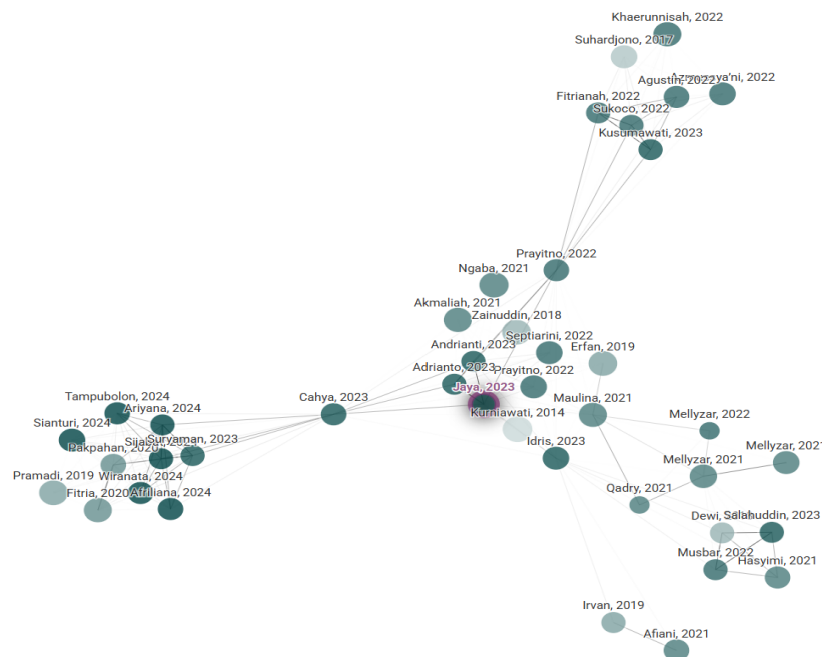 Khaerunnisah, 2022
Suhardjono, 2017
Agustin, 2022
2022
Fitrianah, 2022
Sukoco, 2022
Kusumawati, 2023
Prayitno, 2022
Ngaba, 2021
Akmaliah, 2021
Zainuddin, 2018
Septiarini, 2022
Andrianti, 2023
Erfan, 2019
Adrianto, 2023
Prayitno, 2022
Jaya, 2023
Tampubolon, 2024
Cahya, 2023
Maulina, 2021
Ariyana, 2024
Kurniawati, 2014
Mellyzar, 2022
Sianturi, 2024
Suryaman, 2023
Idris, 2023
Mellyzar, 2021
Mellyzar, 2021
Pakpahan, 2020
Pramadi, 2019
Wiranata, 2024
Qadry, 2021
Fitria, 2020
Afriliana, 2024
Dewi,
Salahuddin, 2023
Musbar, 2022
Hasyimi, 2021
Irvan, 2019
Afiani, 2021